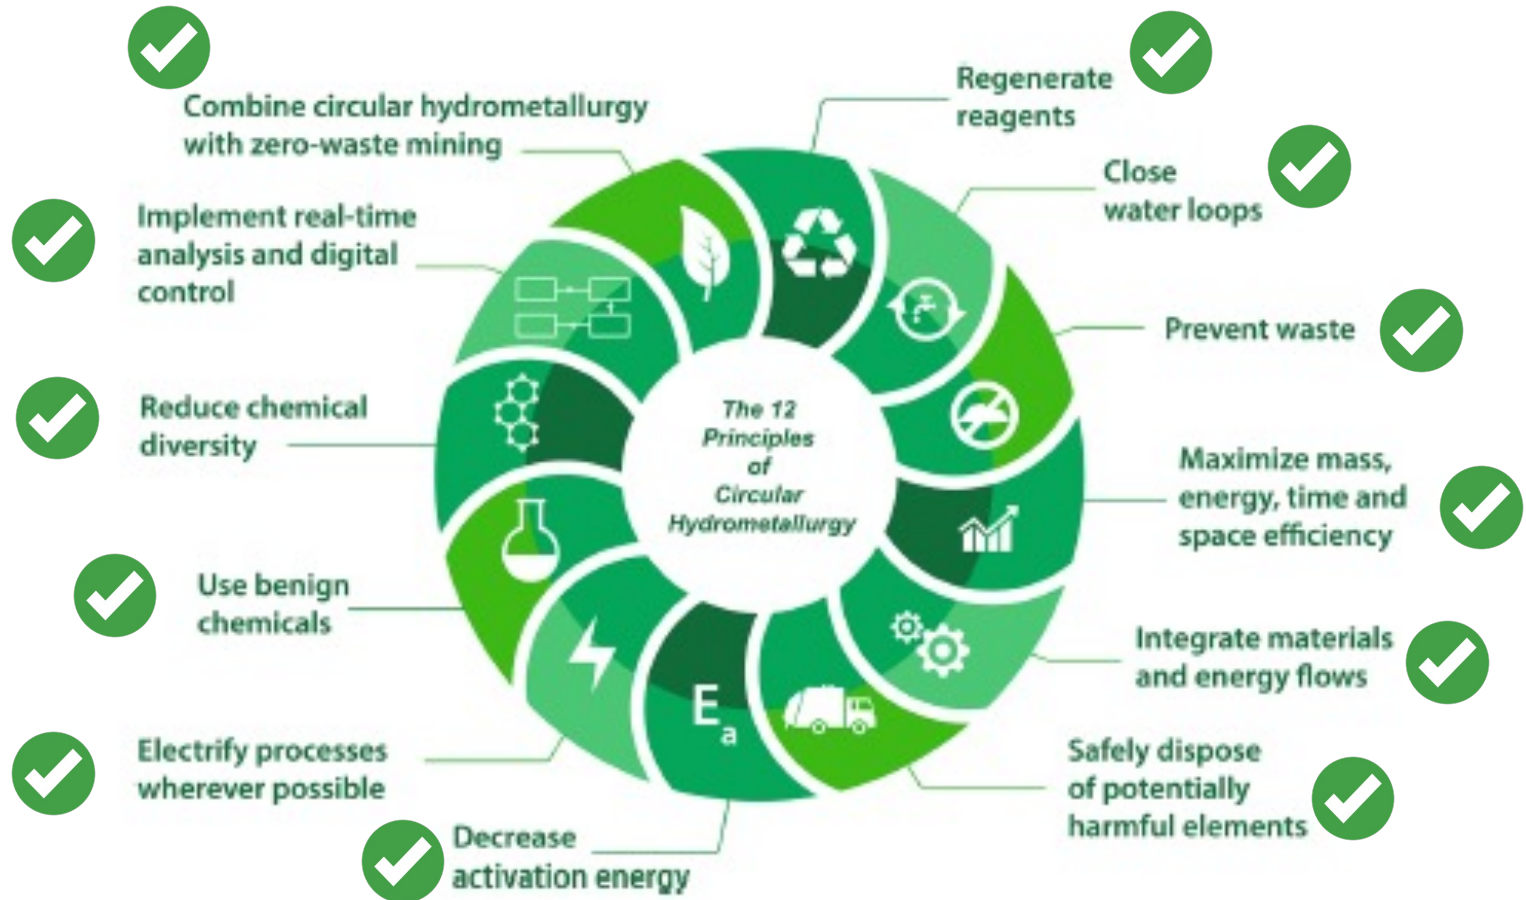 Combine circular hydrometallurgy
with zero-waste mining
Regenerate
reagents
Close
water loops
Implement real-time
analysis and digital
control
Prevent waste
Reduce chemical
diversity
The 12
Principles
of
Circular
Hydrometallurgy
Maximize mass,
energy, time and
space efficiency
Use benign
chemicals
Integrate materials
and energy flows
Electrify processes
wherever possible
Ea
Safely dispose
of potentially
harmful elements
Decrease
activation energy